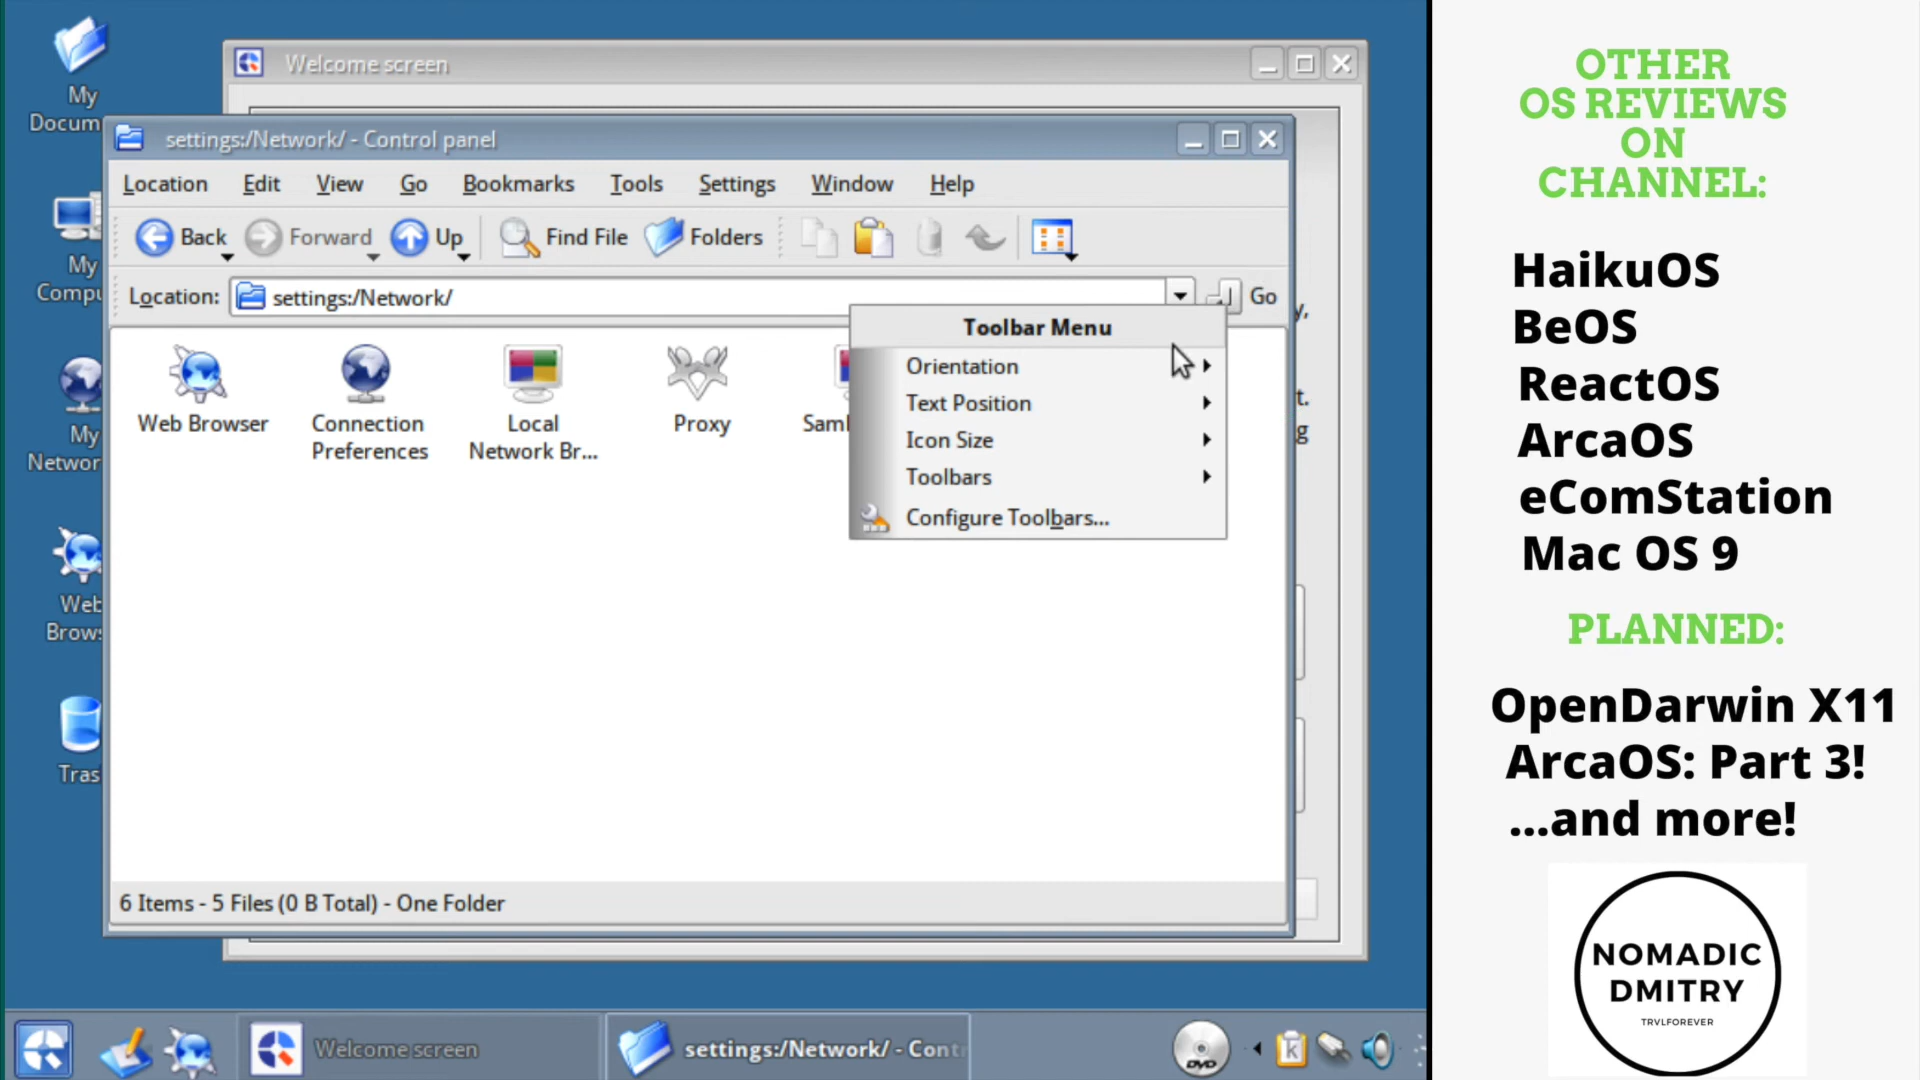 My
Docum
My
Compu
My
Networ
Web
Brows
Tras
Welcome screen
settings:/Network/ - Control panel
Location Edit View Go Bookmarks Tools Settings Window Help
Back Forward Up Find File Folders
Location: settings:/Network/ Go
Web Browser
Connection
Preferences
Local
Network Br...
Proxy
Saml
Toolbar Menu
Orientation
Text Position
Icon Size
Toolbars
Configure Toolbars...
y,
t.
g
6 Items - 5 Files (0 B Total) - One Folder
Welcome screen
settings:/Network/ - Cont
DVD
k
OTHER
OS REVIEWS
ON
CHANNEL:
HaikuOS
BeOS
ReactOS
ArcaOS
eComStation
Mac OS 9
PLANNED:
OpenDarwin X11
ArcaOS: Part 3!
...and more!
NOMADIC
DMITRY
TRVLFOREVER